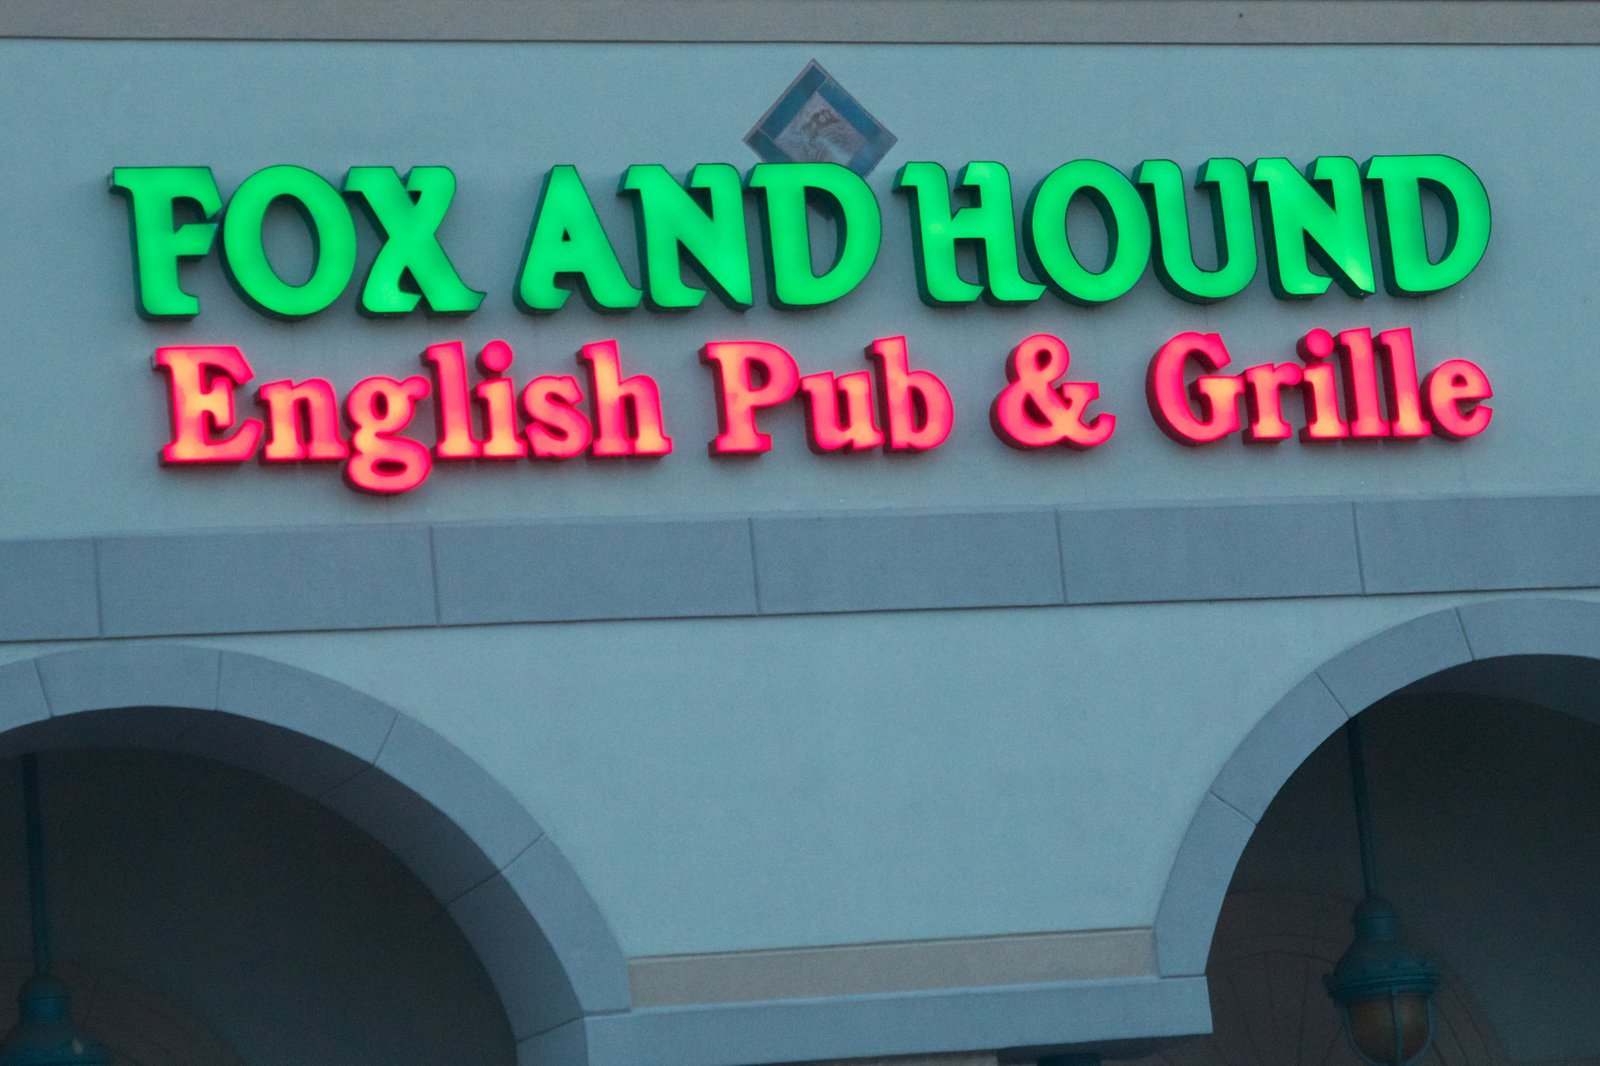 FOX AND HOUND
English Pub & Grille